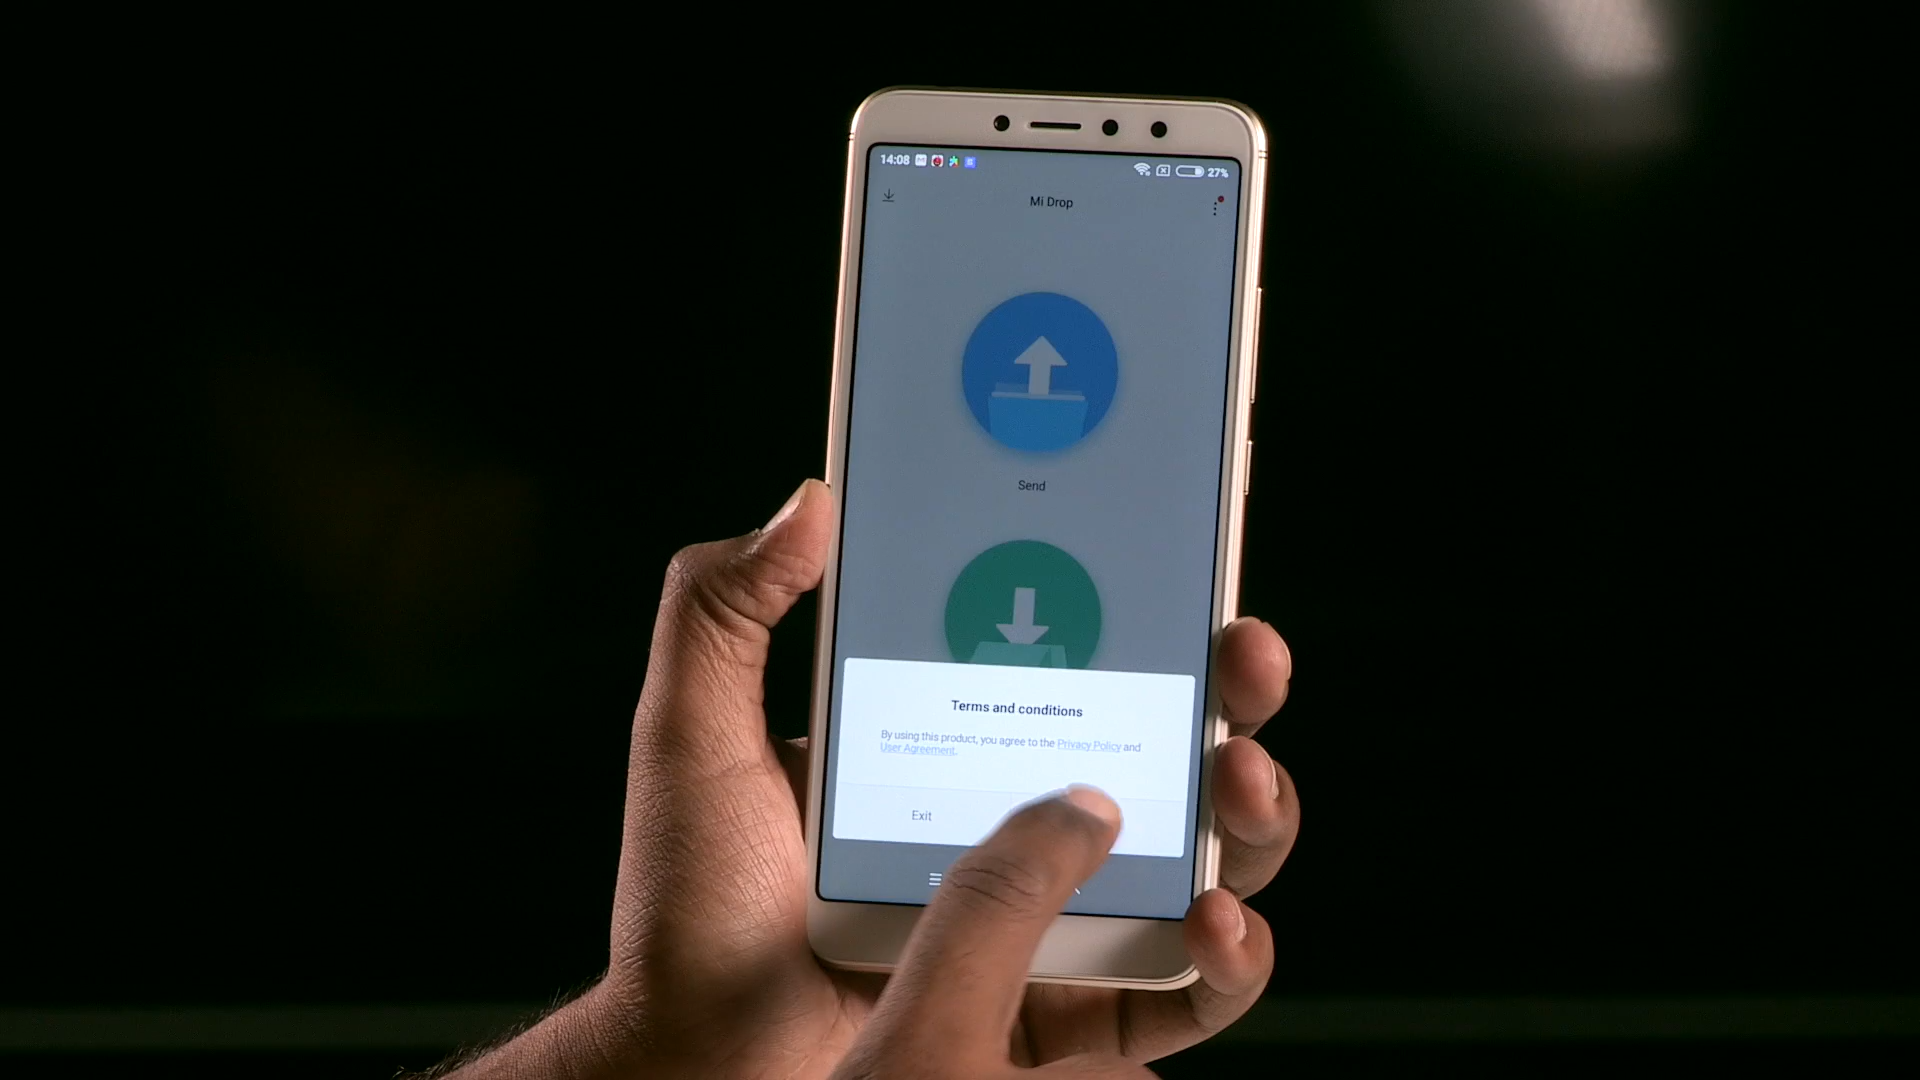 14:08
27%
Mi Drop
Send
Terms and conditions
By using this product, you agree to the Privacy Policy and
User Agreement.
Exit